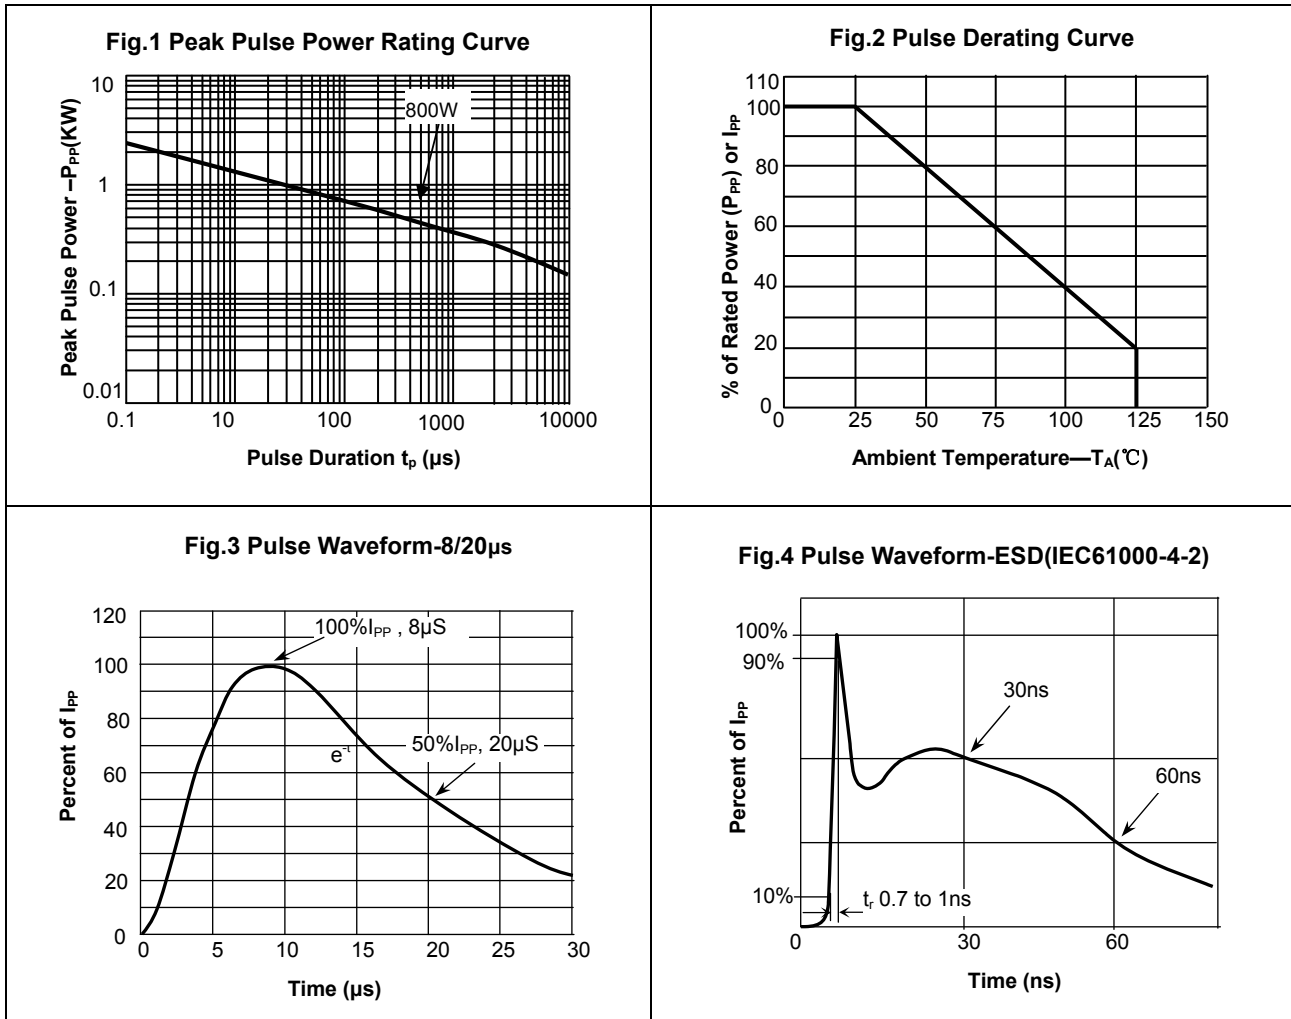 Fig.1 Peak Pulse Power Rating Curve
Peak Pulse Power –PPP(KW)
10
1
0.1
0.01
800W
0.1 10 100 1000 10000
Pulse Duration tp (µs)
Fig.2 Pulse Derating Curve
% of Rated Power (PPP) or IPP
110
100
80
60
40
20
0
0 25 50 75 100 125 150
Ambient Temperature—TA(℃)
Fig.3 Pulse Waveform-8/20µs
Percent of IPP
120
100
80
60
40
20
0
100%IPP , 8µS
e-t
50%IPP, 20µS
0 5 10 15 20 25 30
Time (µs)
Fig.4 Pulse Waveform-ESD(IEC61000-4-2)
Percent of IPP
100%
90%
10%
30ns
60ns
tr 0.7 to 1ns
0 30 60
Time (ns)